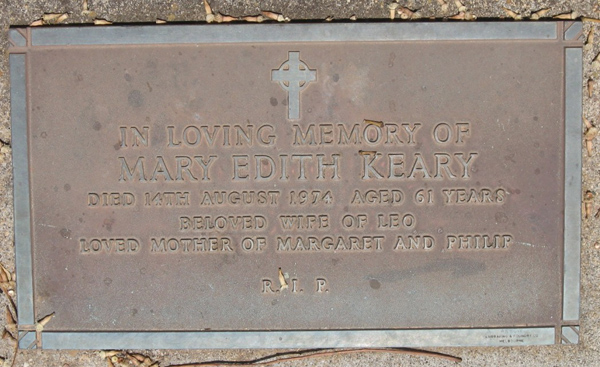 IN LOVING MEMORY OF
MARY EDITH KEARY
DIED 14TH AUGUST 1974 AGED 61 YEARS
BELOVED WIFE OF LEO
LOVED MOTHER OF MARGARET AND PHILIP
R. I. P.